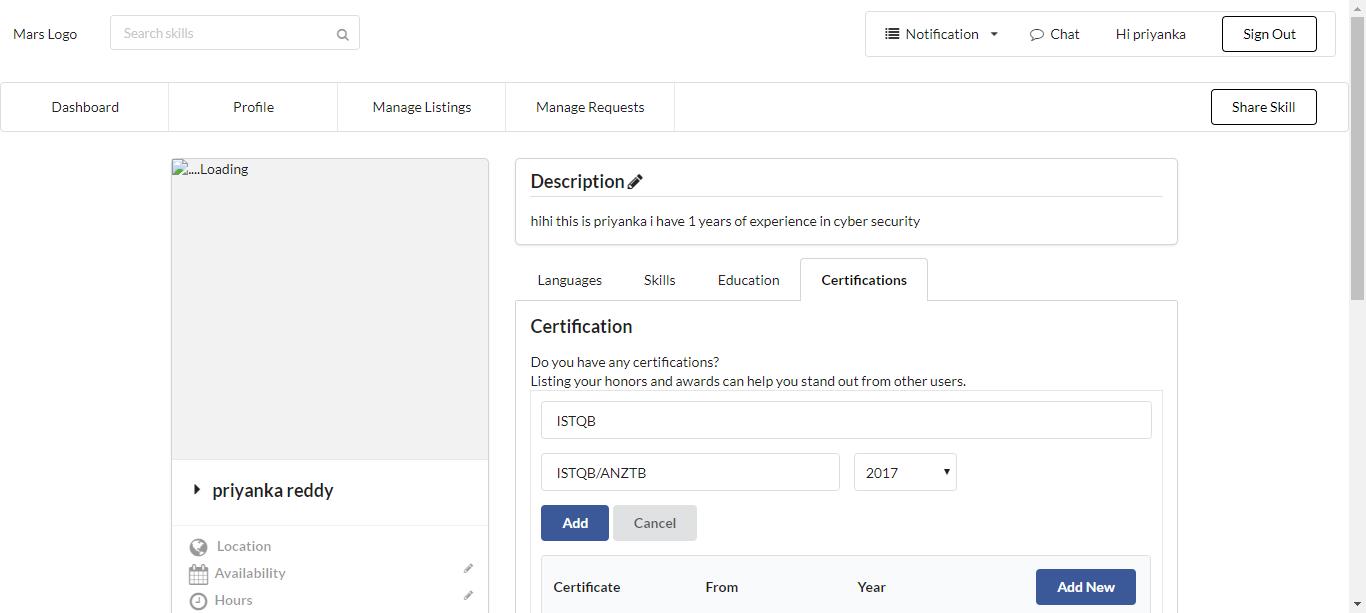 Mars Logo
Search skills
Notification
Chat
Hi priyanka
Sign Out
Dashboard
Profile
Manage Listings
Manage Requests
Share Skill
....Loading
priyanka reddy
Location
Availability
Hours
Description
hihi this is priyanka i have 1 years of experience in cyber security
Languages
Skills
Education
Certifications
Certification
Do you have any certifications?
Listing your honors and awards can help you stand out from other users.
ISTQB
ISTQB/ANZTB
2017
Add
Cancel
Certificate
From
Year
Add New